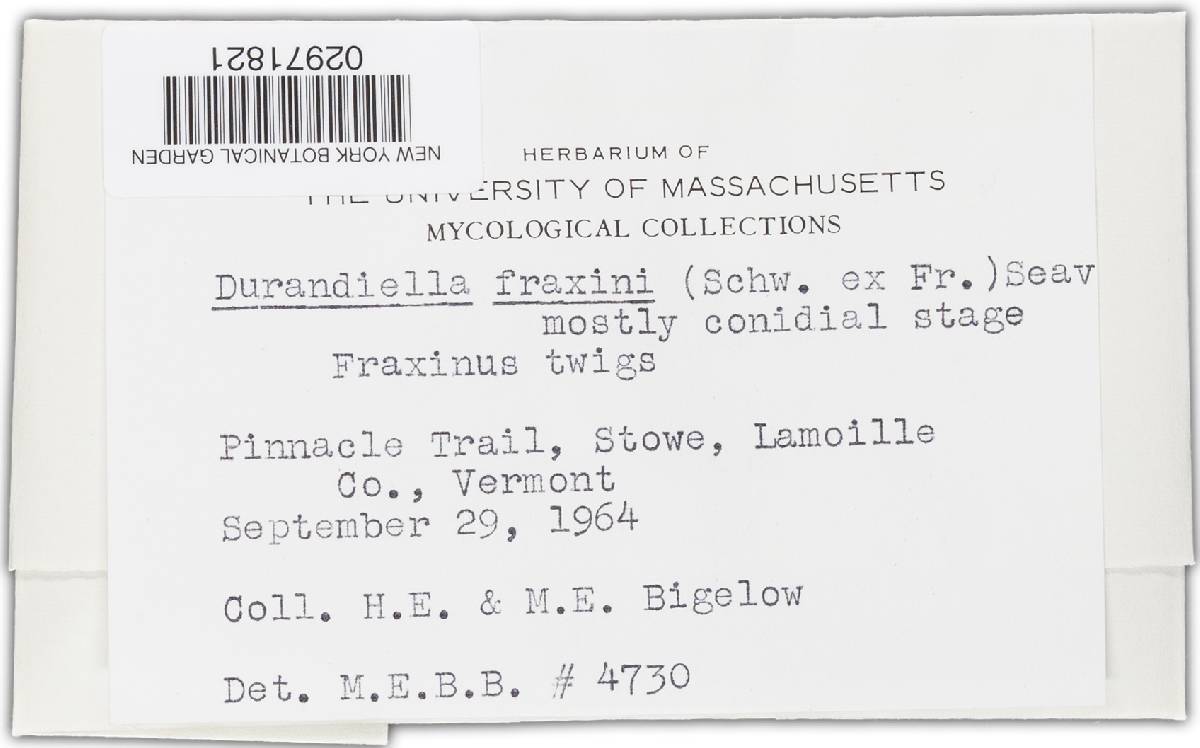 02971821
NEW YORK BOTANICAL GARDEN
HERBARIUM OF
THE UNIVERSITY OF MASSACHUSETTS
MYCOLOGICAL COLLECTIONS
Durandiella fraxini (Schw. ex Fr.)Seav
mostly conidial stage
Fraxinus twigs
Pinnacle Trail, Stowe, Lamoille
Co., Vermont
September 29, 1964
Coll. H.E. & M.E. Bigelow
Det. M.E.B.B. # 4730